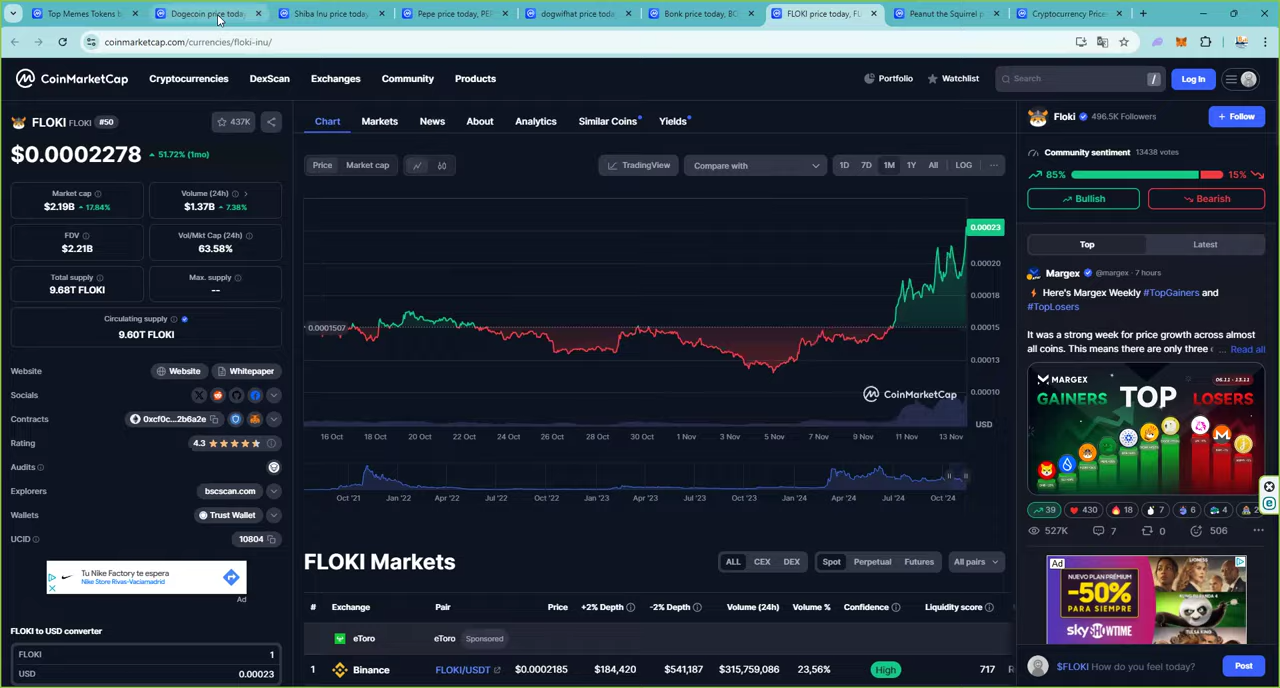 Top Memes Tokens b
Dogecoin price today
Shiba Inu price today
Pepe price today, PE
dogwifhat price today
Bonk price today, BO
FLOKI price today, FL
Peanut the Squirrel p
Cryptocurrency Prices
coinmarketcap.com/currencies/floki-inu/
CoinMarketCap
Cryptocurrencies
DexScan
Exchanges
Community
Products
Portfolio
Watchlist
Search
/
Log In
FLOKI FLOKI #50
437K
$0.0002278
51.72% (1mo)
Market cap
$2.19B 17.84%
Volume (24h)
$1.37B 7.38%
FDV
$2.21B
Vol/Mkt Cap (24h)
63.58%
Total supply
9.68T FLOKI
Max. supply
--
Circulating supply
9.60T FLOKI
Website
Website
Whitepaper
Socials
Contracts
0xcf0c...2b6a2e
Rating
4.3
Audits
Explorers
bscscan.com
Wallets
Trust Wallet
UCID
10804
Tu Nike Factory te espera
Nike Store Rivas-Vaciamadrid
Ad
FLOKI to USD converter
FLOKI 1
USD 0.00023
Chart
Markets
News
About
Analytics
Similar Coins
Yields
Price
Market cap
TradingView
Compare with
1D
7D
1M
1Y
All
LOG
0.00023
0.00020
0.00018
0.00015
0.00013
0.00010
0.0001507
CoinMarketCap
USD
16 Oct
18 Oct
20 Oct
22 Oct
24 Oct
26 Oct
28 Oct
30 Oct
1 Nov
3 Nov
5 Nov
7 Nov
9 Nov
11 Nov
13 Nov
Oct '21
Jan '22
Apr '22
Jul '22
Oct '22
Jan '23
Apr '23
Jul '23
Oct '23
Jan '24
Apr '24
Jul '24
Oct '24
FLOKI Markets
ALL
CEX
DEX
Spot
Perpetual
Futures
All pairs
# Exchange Pair Price +2% Depth -2% Depth Volume (24h) Volume % Confidence Liquidity score
eToro eToro Sponsored
1 Binance FLOKI/USDT $0.0002185 $184,420 $541,187 $315,759,086 23,56% High 717
Floki 496.5K Followers
+ Follow
Community sentiment 13438 votes
85%
15%
Bullish
Bearish
Top
Latest
Margex @margex · 7 hours
Here's Margex Weekly #TopGainers and
#TopLosers
It was a strong week for price growth across almost
all coins. This means there are only three ... Read all
MARGEX
06.11 - 13.11
GAINERS TOP LOSERS
39
430
18
7
6
4
527K
7
0
506
Ad
NUEVO PLAN PRÉMIUM
-50%
PARA SIEMPRE
sky SHOWTIME
$FLOKI How do you feel today?
Post